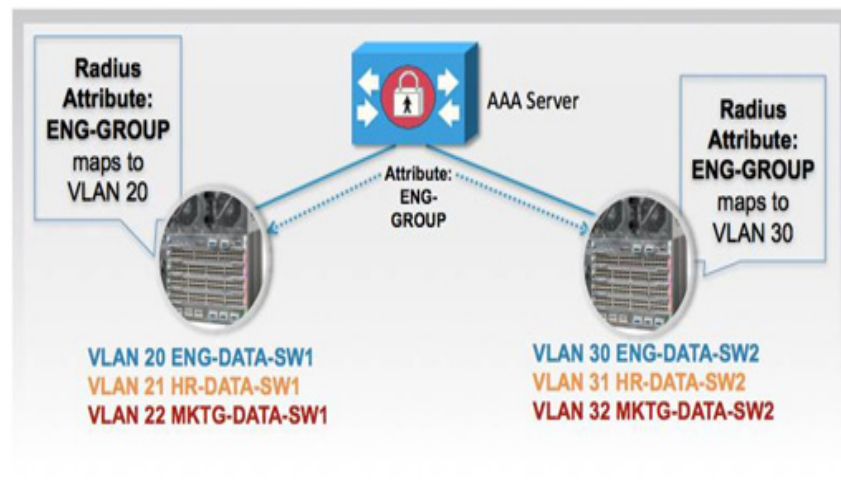 Radius
Attribute:
ENG-GROUP
maps to
VLAN 20
AAA Server
Attribute:
ENG-
GROUP
Radius
Attribute:
ENG-GROUP
maps to
VLAN 30
VLAN 20 ENG-DATA-SW1
VLAN 21 HR-DATA-SW1
VLAN 22 MKTG-DATA-SW1
VLAN 30 ENG-DATA-SW2
VLAN 31 HR-DATA-SW2
VLAN 32 MKTG-DATA-SW2